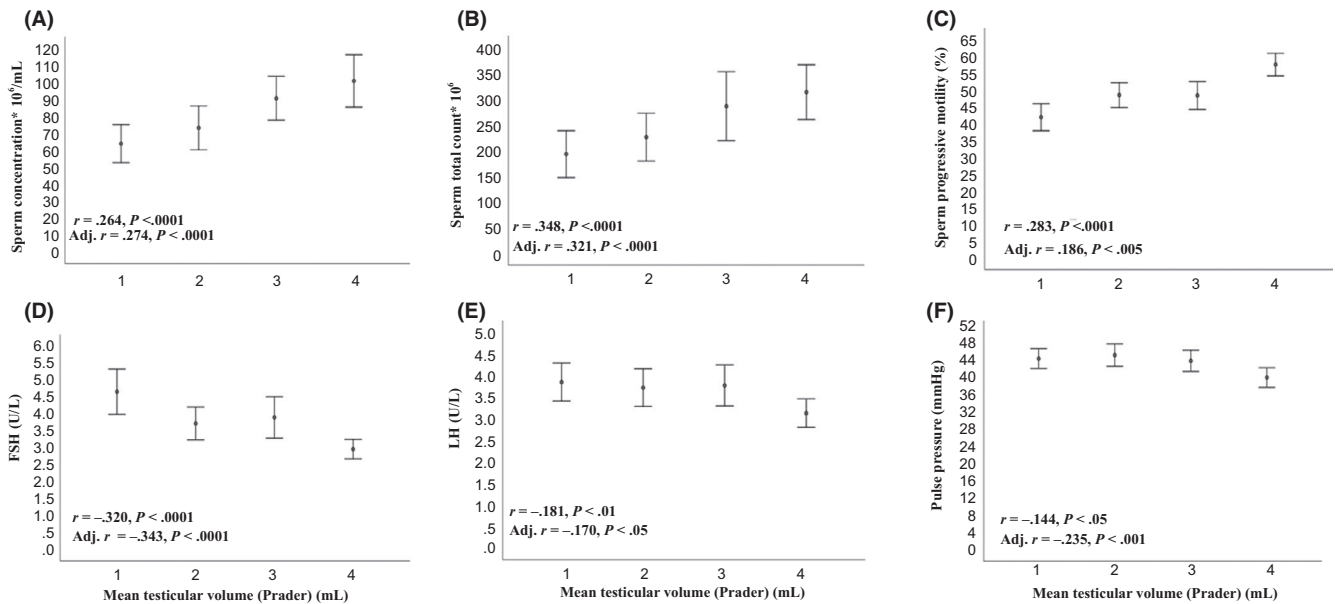 (A)
Sperm concentration* 10⁶/mL
120
110
100
90
80
70
60
50
40
30
20
10
0
r = .264, P <.0001
Adj. r = .274, P < .0001
1 2 3 4
(B)
Sperm total count* 10⁶
400
350
300
250
200
150
100
50
0
r = .348, P <.0001
Adj. r = .321, P < .0001
1 2 3 4
(C)
Sperm progressive motility (%)
65
60
55
50
45
40
35
30
25
20
15
10
5
0
r = .283, P <.0001
Adj. r = .186, P < .005
1 2 3 4
(D)
FSH (U/L)
6.0
5.5
5.0
4.5
4.0
3.5
3.0
2.5
2.0
1.5
1.0
.5
.0
r = –.320, P < .0001
Adj. r = –.343, P < .0001
1 2 3 4
Mean testicular volume (Prader) (mL)
(E)
LH (U/L)
5.0
4.5
4.0
3.5
3.0
2.5
2.0
1.5
1.0
.5
.0
r = –.181, P < .01
Adj. r = –.170, P < .05
1 2 3 4
Mean testicular volume (Prader) (mL)
(F)
Pulse pressure (mmHg)
52
48
44
40
36
32
28
24
20
16
12
8
4
0
r = –.144, P < .05
Adj. r = –.235, P < .001
1 2 3 4
Mean testicular volume (Prader) (mL)